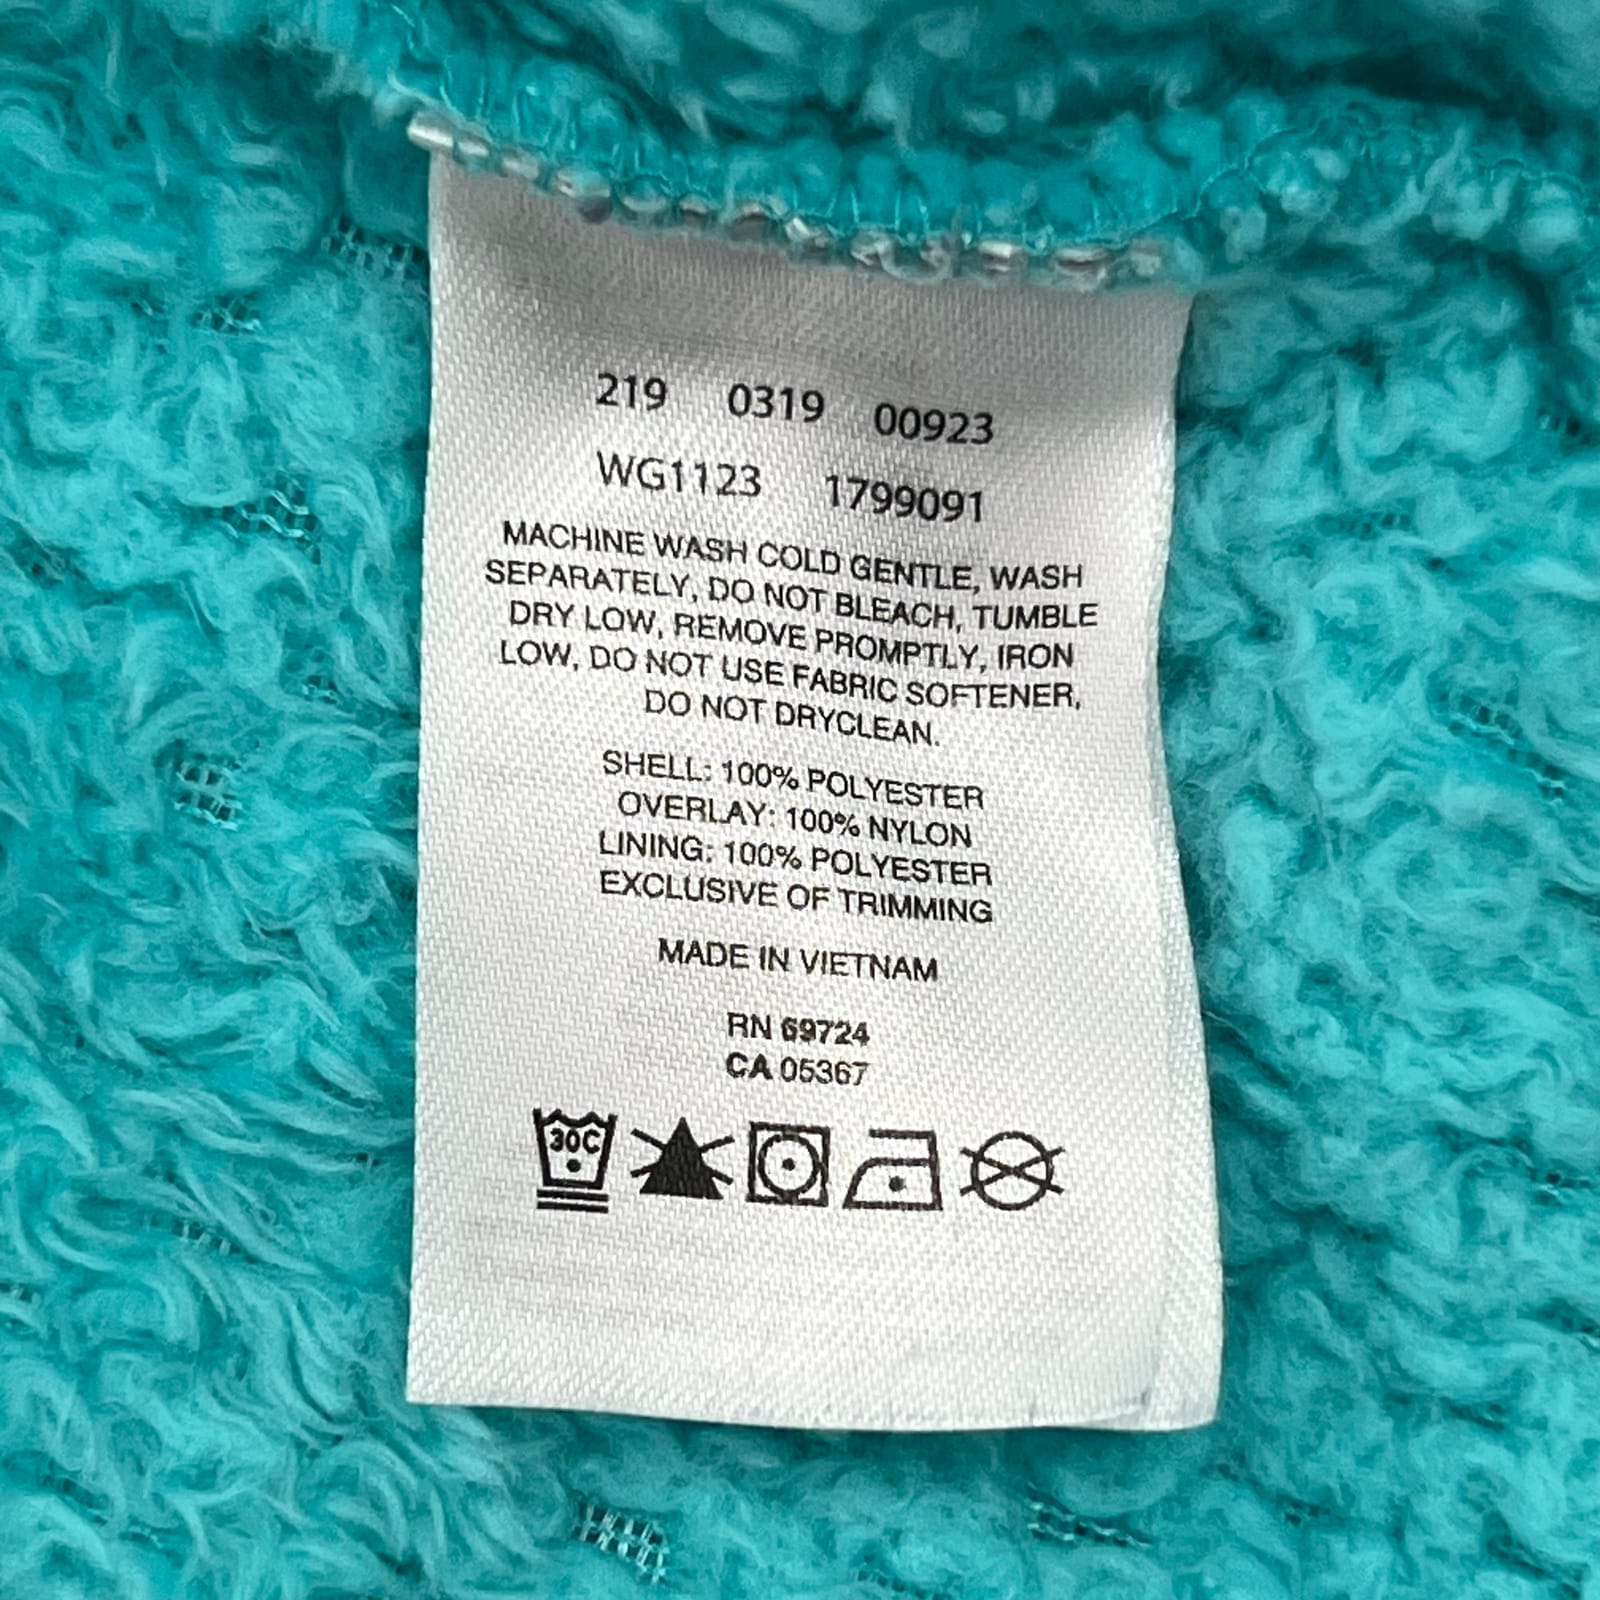 219 0319 00923
WG1123 1799091
MACHINE WASH COLD GENTLE, WASH
SEPARATELY, DO NOT BLEACH, TUMBLE
DRY LOW, REMOVE PROMPTLY, IRON
LOW, DO NOT USE FABRIC SOFTENER,
DO NOT DRYCLEAN.
SHELL: 100% POLYESTER
OVERLAY: 100% NYLON
LINING: 100% POLYESTER
EXCLUSIVE OF TRIMMING
MADE IN VIETNAM
RN 69724
CA 05367
30C